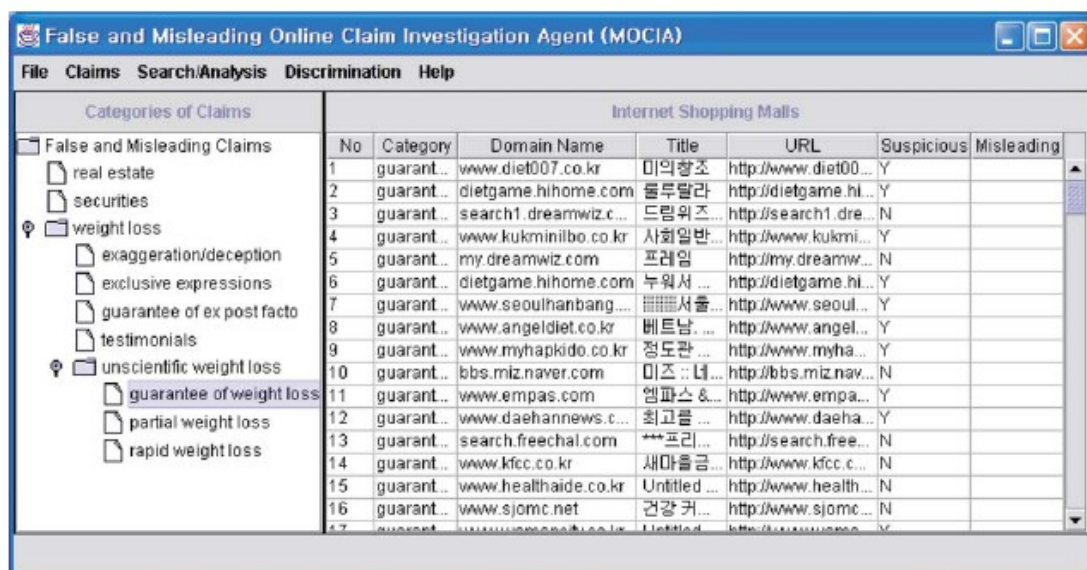 False and Misleading Online Claim Investigation Agent (MOCIA)
File Claims Search/Analysis Discrimination Help
Categories of Claims
False and Misleading Claims
real estate
securities
weight loss
exaggeration/deception
exclusive expressions
guarantee of ex post facto
testimonials
unscientific weight loss
guarantee of weight loss
partial weight loss
rapid weight loss
Internet Shopping Malls
No Category Domain Name Title URL Suspicious Misleading
1 guarant... www.diet007.co.kr 미의창조 http://www.diet00... Y
2 guarant... dietgame.hihome.com 룰루랄라 http://dietgame.hi... Y
3 guarant... search1.dreamwiz.c... 드림위즈... http://search1.dre... N
4 guarant... www.kukminilbo.co.kr 사회일반... http://www.kukmi... Y
5 guarant... my.dreamwiz.com 프레임 http://my.dreamw... N
6 guarant... dietgame.hihome.com 누워서 ... http://dietgame.hi... Y
7 guarant... www.seoulhanbang.... 서울... http://www.seoul... Y
8 guarant... www.angeldiet.co.kr 베트남. ... http://www.angel... Y
9 guarant... www.myhapkido.co.kr 정도관 ... http://www.myha... Y
10 guarant... bbs.miz.naver.com 미즈 :: 네... http://bbs.miz.nav... N
11 guarant... www.empas.com 엠파스 &... http://www.empa... Y
12 guarant... www.daehannews.c... 최고를 ... http://www.daeha... Y
13 guarant... search.freechal.com ***프리... http://search.free... N
14 guarant... www.kfcc.co.kr 새마을금... http://www.kfcc.c... N
15 guarant... www.healthaide.co.kr Untitled ... http://www.health... N
16 guarant... www.sjomc.net 건강 커... http://www.sjomc... N